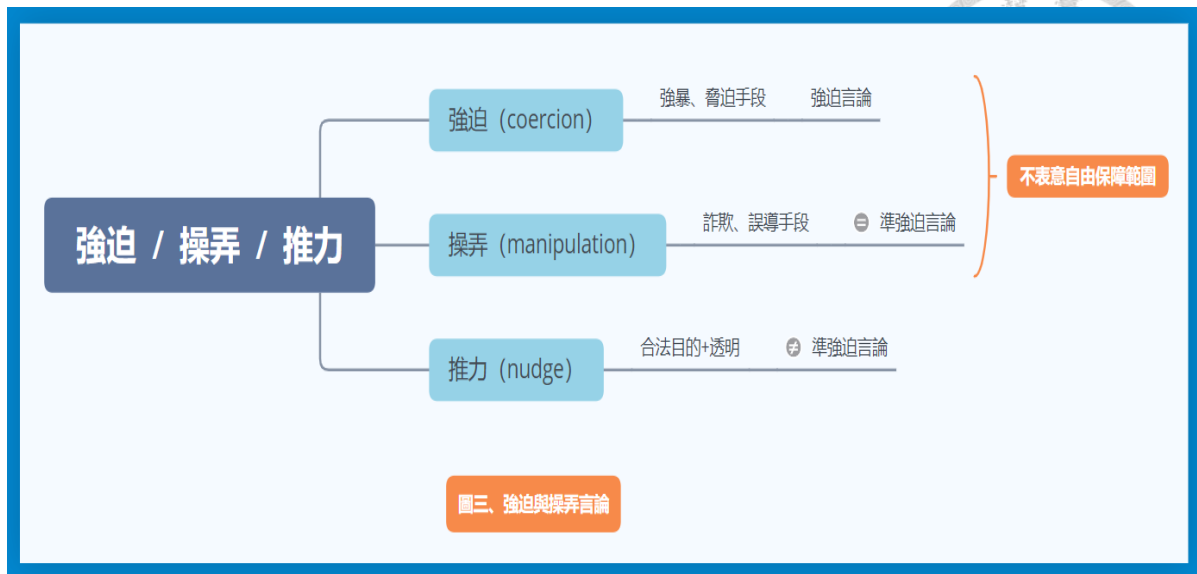 強迫 / 操弄 / 推力
強迫 (coercion)
強暴、脅迫手段
強迫言論
操弄 (manipulation)
詐欺、誤導手段
=
準強迫言論
不表意自由保障範圍
推力 (nudge)
合法目的+透明
≠
準強迫言論
圖三、強迫與操弄言論